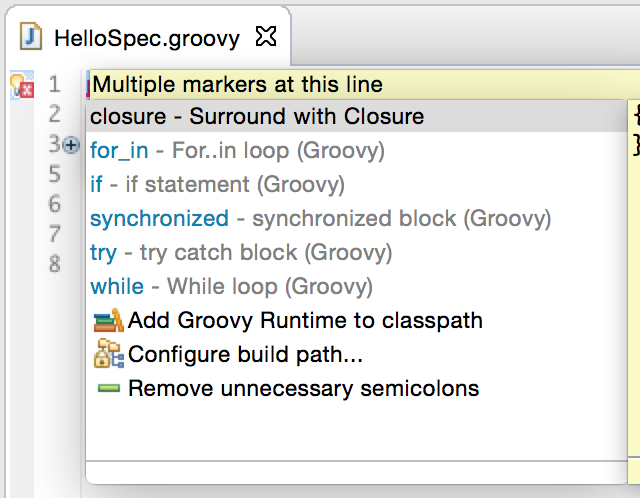 HelloSpec.groovy
1 Multiple markers at this line
2 closure - Surround with Closure {
3 for_in - For..in loop (Groovy) }
5 if - if statement (Groovy)
6 synchronized - synchronized block (Groovy)
7 try - try catch block (Groovy)
8 while - While loop (Groovy)
Add Groovy Runtime to classpath
Configure build path...
Remove unnecessary semicolons